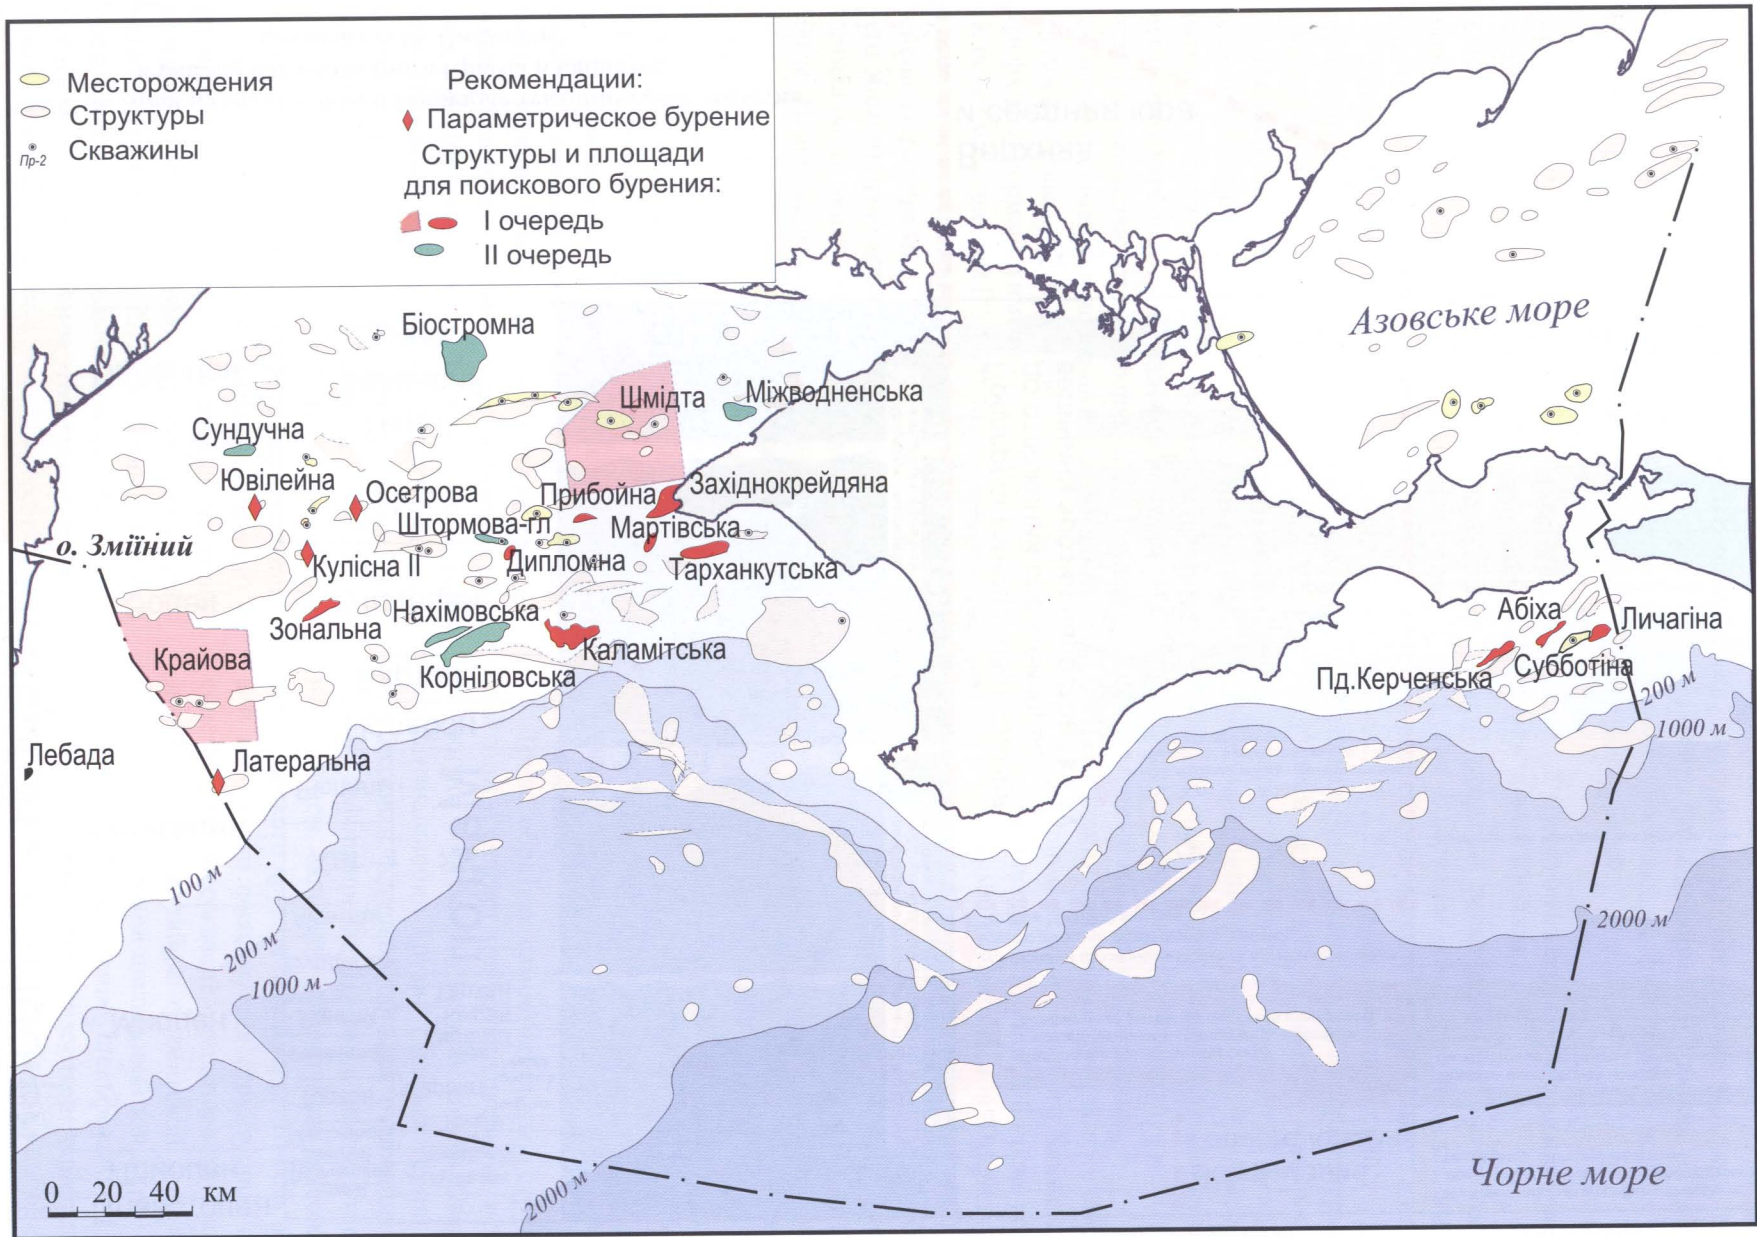 Месторождения
Структуры
Пр-2 Скважины
Рекомендации:
Параметрическое бурение
Структуры и площади
для поискового бурения:
I очередь
II очередь
Біостромна
Азовське море
Шмідта
Міжводненська
Сундучна
Ювілейна
Осетрова
Прибойна
Західнокрейдяна
Штормова-гл
Мартівська
о. Зміїний
Кулісна II
Дипломна
Тарханкутська
Нахімовська
Зональна
Каламітська
Крайова
Корніловська
Абіха
Личагіна
Субботіна
Пд.Керченська
200 м
1000 м
Лебада
Латеральна
100 м
200 м
1000 м
2000 м
2000 м
Чорне море
0 20 40 км